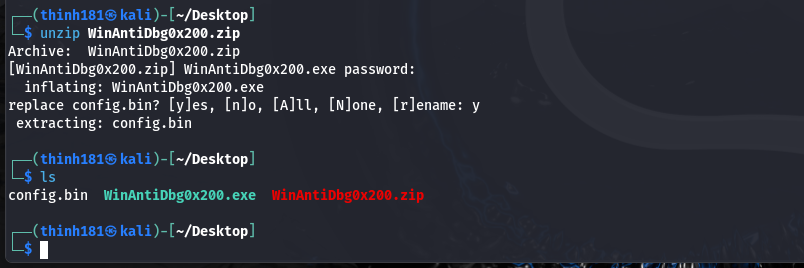 ┌──(thinh181㉿kali)-[~/Desktop]
└─$ unzip WinAntiDbg0x200.zip
Archive:  WinAntiDbg0x200.zip
[WinAntiDbg0x200.zip] WinAntiDbg0x200.exe password:
  inflating: WinAntiDbg0x200.exe
replace config.bin? [y]es, [n]o, [A]ll, [N]one, [r]ename: y
 extracting: config.bin
┌──(thinh181㉿kali)-[~/Desktop]
└─$ ls
config.bin  WinAntiDbg0x200.exe  WinAntiDbg0x200.zip
┌──(thinh181㉿kali)-[~/Desktop]
└─$